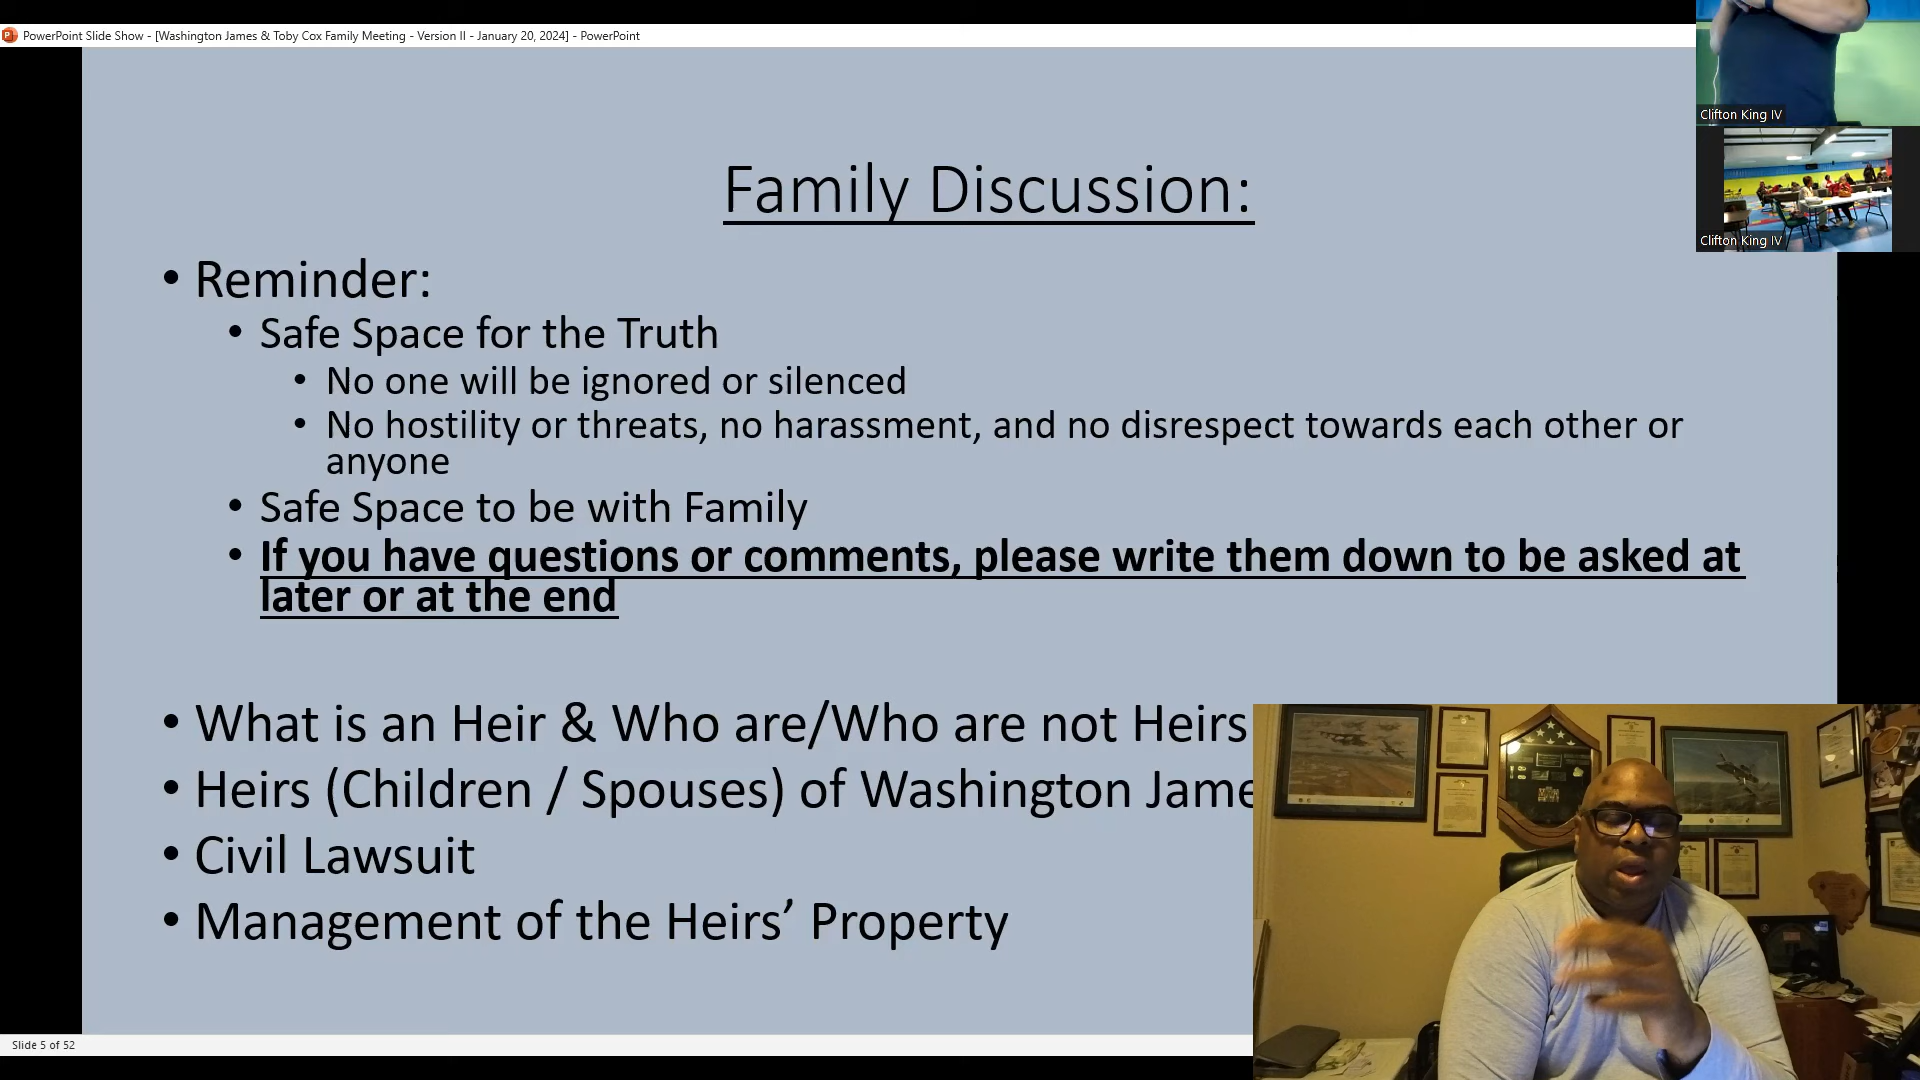 PowerPoint Slide Show - [Washington James & Toby Cox Family Meeting - Version II - January 20, 2024] - PowerPoint
Clifton King IV
Clifton King IV
Family Discussion:
• Reminder:
• Safe Space for the Truth
• No one will be ignored or silenced
• No hostility or threats, no harassment, and no disrespect towards each other or
anyone
• Safe Space to be with Family
• If you have questions or comments, please write them down to be asked at
later or at the end
• What is an Heir & Who are/Who are not Heirs
• Heirs (Children / Spouses) of Washington Jame
• Civil Lawsuit
• Management of the Heirs’ Property
Slide 5 of 52